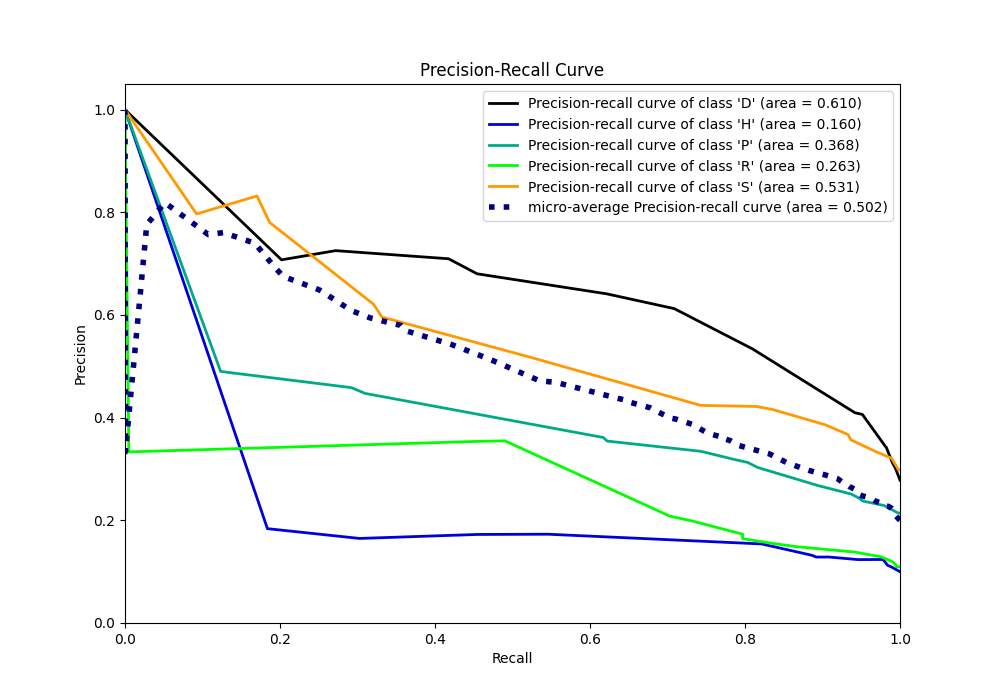 Precision-Recall Curve
Precision-recall curve of class 'D' (area = 0.610)
Precision-recall curve of class 'H' (area = 0.160)
Precision-recall curve of class 'P' (area = 0.368)
Precision-recall curve of class 'R' (area = 0.263)
Precision-recall curve of class 'S' (area = 0.531)
micro-average Precision-recall curve (area = 0.502)
Precision
1.0
0.8
0.6
0.4
0.2
0.0
0.0 0.2 0.4 0.6 0.8 1.0
Recall